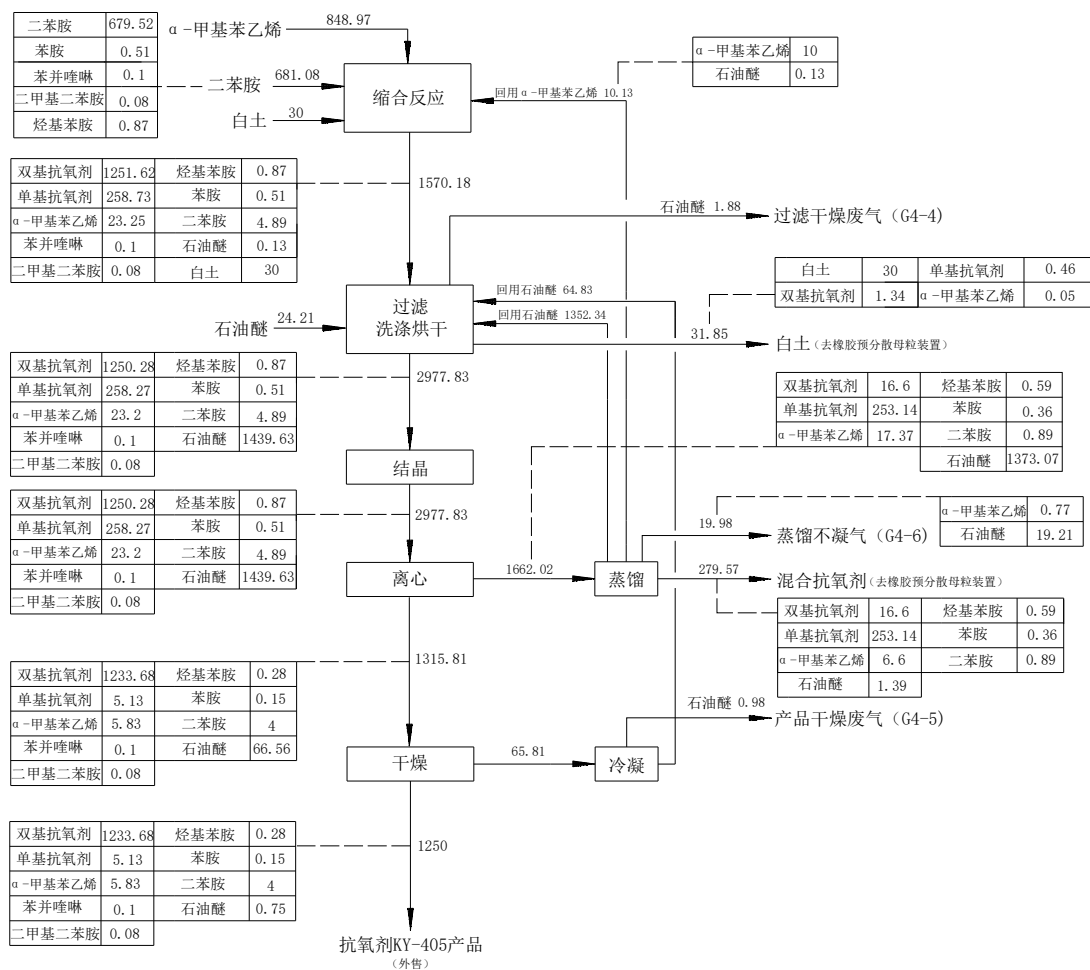 二苯胺 679.52
苯胺 0.51
苯并喹啉 0.1
二甲基二苯胺 0.08
烃基苯胺 0.87
α-甲基苯乙烯 848.97
二苯胺 681.08
白土 30
缩合反应
α-甲基苯乙烯 10
石油醚 0.13
回用α-甲基苯乙烯 10.13
双基抗氧剂 1251.62 烃基苯胺 0.87
单基抗氧剂 258.73 苯胺 0.51
α-甲基苯乙烯 23.25 二苯胺 4.89
苯并喹啉 0.1 石油醚 0.13
二甲基二苯胺 0.08 白土 30
1570.18
石油醚 1.88
过滤干燥废气（G4-4）
石油醚 24.21
过滤
洗涤烘干
回用石油醚 64.83
回用石油醚 1352.34
白土 30 单基抗氧剂 0.46
双基抗氧剂 1.34 α-甲基苯乙烯 0.05
31.85
白土（去橡胶预分散母粒装置）
双基抗氧剂 1250.28 烃基苯胺 0.87
单基抗氧剂 258.27 苯胺 0.51
α-甲基苯乙烯 23.2 二苯胺 4.89
苯并喹啉 0.1 石油醚 1439.63
二甲基二苯胺 0.08
2977.83
结晶
双基抗氧剂 16.6 烃基苯胺 0.59
单基抗氧剂 253.14 苯胺 0.36
α-甲基苯乙烯 17.37 二苯胺 0.89
石油醚 1373.07
双基抗氧剂 1250.28 烃基苯胺 0.87
单基抗氧剂 258.27 苯胺 0.51
α-甲基苯乙烯 23.2 二苯胺 4.89
苯并喹啉 0.1 石油醚 1439.63
二甲基二苯胺 0.08
2977.83
离心
1662.02
蒸馏
19.98
蒸馏不凝气（G4-6）
α-甲基苯乙烯 0.77
石油醚 19.21
279.57
混合抗氧剂（去橡胶预分散母粒装置）
双基抗氧剂 16.6 烃基苯胺 0.59
单基抗氧剂 253.14 苯胺 0.36
α-甲基苯乙烯 6.6 二苯胺 0.89
石油醚 1.39
双基抗氧剂 1233.68 烃基苯胺 0.28
单基抗氧剂 5.13 苯胺 0.15
α-甲基苯乙烯 5.83 二苯胺 4
苯并喹啉 0.1 石油醚 66.56
二甲基二苯胺 0.08
1315.81
干燥
65.81
冷凝
石油醚 0.98
产品干燥废气（G4-5）
双基抗氧剂 1233.68 烃基苯胺 0.28
单基抗氧剂 5.13 苯胺 0.15
α-甲基苯乙烯 5.83 二苯胺 4
苯并喹啉 0.1 石油醚 0.75
二甲基二苯胺 0.08
1250
抗氧剂KY-405产品
（外售）